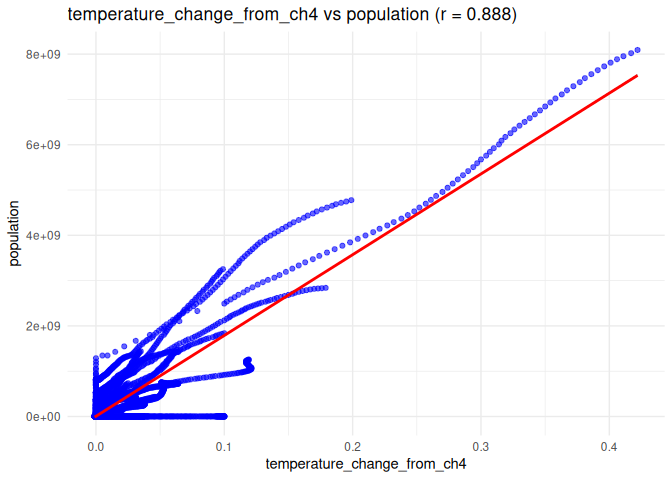 temperature_change_from_ch4 vs population (r = 0.888)
8e+09
6e+09
4e+09
2e+09
0e+00
population
0.0 0.1 0.2 0.3 0.4
temperature_change_from_ch4